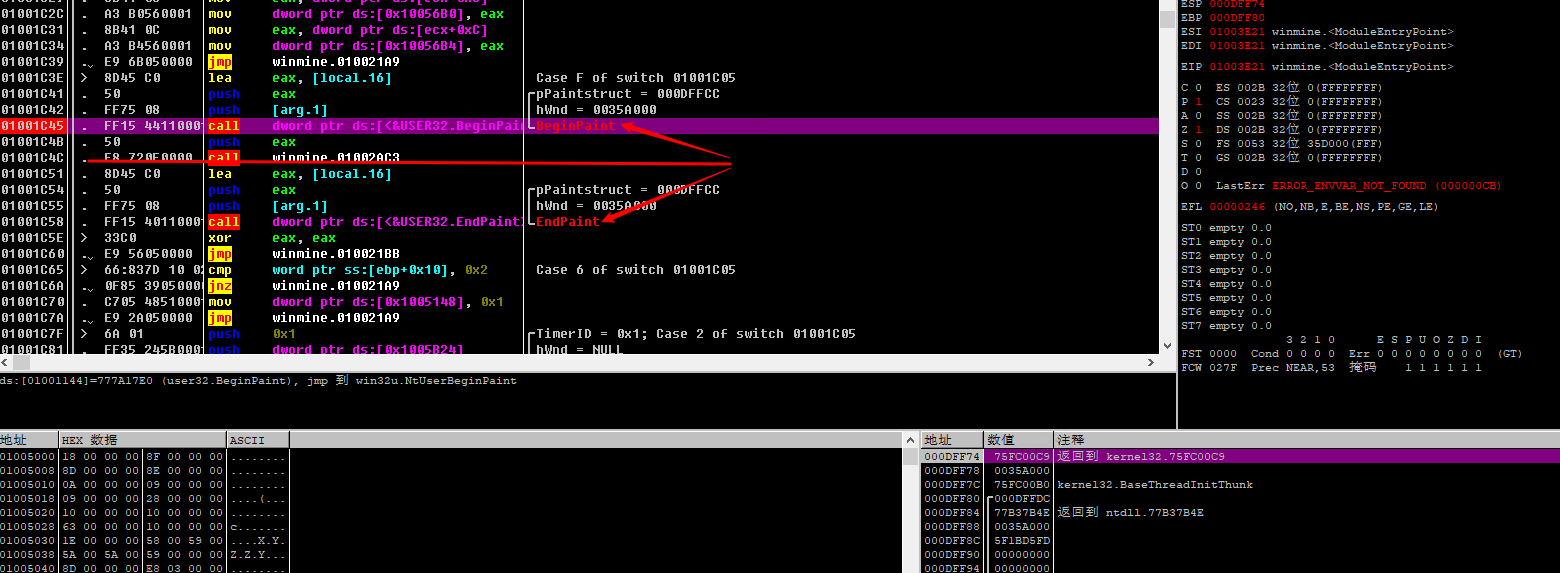 01001C2C . A3 B0560001 mov dword ptr ds:[0x10056B0], eax
01001C31 . 8B41 0C mov eax, dword ptr ds:[ecx+0xC]
01001C34 . A3 B4560001 mov dword ptr ds:[0x10056B4], eax
01001C39 . E9 6B050000 jmp winmine.010021A9
01001C3E > 8D45 C0 lea eax, [local.16] Case F of switch 01001C05
01001C41 . 50 push eax pPaintstruct = 000DFFCC
01001C42 . FF75 08 push [arg.1] hWnd = 0035A000
01001C45 . FF15 44110001 call dword ptr ds:[<&USER32.BeginPain BeginPaint
01001C4B . 50 push eax
01001C4C . E8 720E0000 call winmine.01002AC3
01001C51 . 8D45 C0 lea eax, [local.16]
01001C54 . 50 push eax pPaintstruct = 000DFFCC
01001C55 . FF75 08 push [arg.1] hWnd = 0035A000
01001C58 . FF15 40110001 call dword ptr ds:[<&USER32.EndPaint> EndPaint
01001C5E > 33C0 xor eax, eax
01001C60 . E9 56050000 jmp winmine.010021BB
01001C65 > 66:837D 10 02 cmp word ptr ss:[ebp+0x10], 0x2 Case 6 of switch 01001C05
01001C6A . 0F85 39050000 jnz winmine.010021A9
01001C70 . C705 48510001 mov dword ptr ds:[0x1005148], 0x1
01001C7A . E9 2A050000 jmp winmine.010021A9
01001C7F > 6A 01 push 0x1 TimerID = 0x1; Case 2 of switch 01001C05
01001C81 . FF35 245B0001 push dword ptr ds:[0x1005B24] hWnd = NULL
ds:[01001144]=777A17E0 (user32.BeginPaint), jmp 到 win32u.NtUserBeginPaint
ESP 000DFF74
EBP 000DFF80
ESI 01003E21 winmine.<ModuleEntryPoint>
EDI 01003E21 winmine.<ModuleEntryPoint>
EIP 01003E21 winmine.<ModuleEntryPoint>
C 0 ES 002B 32位 0(FFFFFFFF)
P 1 CS 0023 32位 0(FFFFFFFF)
A 0 SS 002B 32位 0(FFFFFFFF)
Z 1 DS 002B 32位 0(FFFFFFFF)
S 0 FS 0053 32位 35D000(FFF)
T 0 GS 002B 32位 0(FFFFFFFF)
D 0
O 0 LastErr ERROR_ENVVAR_NOT_FOUND (000000CB)
EFL 00000246 (NO,NB,E,BE,NS,PE,GE,LE)
ST0 empty 0.0
ST1 empty 0.0
ST2 empty 0.0
ST3 empty 0.0
ST4 empty 0.0
ST5 empty 0.0
ST6 empty 0.0
ST7 empty 0.0
3 2 1 0 E S P U O Z D I
FST 0000 Cond 0 0 0 0 Err 0 0 0 0 0 0 0 0 (GT)
FCW 027F Prec NEAR,53 掩码 1 1 1 1 1 1
地址 HEX 数据 ASCII
01005000 18 00 00 00 8F 00 00 00 ........
01005008 8D 00 00 00 8E 00 00 00 ........
01005010 0A 00 00 00 09 00 00 00 ........
01005018 09 00 00 00 28 00 00 00 ....(...
01005020 10 00 00 00 10 00 00 00 ........
01005028 63 00 00 00 10 00 00 00 c.......
01005030 1E 00 00 00 58 00 59 00 ....X.Y.
01005038 5A 00 5A 00 59 00 00 00 Z.Z.Y...
01005040 8D 00 00 00 E8 03 00 00 ........
地址 数值 注释
000DFF74 75FC00C9 返回到 kernel32.75FC00C9
000DFF78 0035A000
000DFF7C 75FC00B0 kernel32.BaseThreadInitThunk
000DFF80 000DFFDC
000DFF84 77B37B4E 返回到 ntdll.77B37B4E
000DFF88 0035A000
000DFF8C 5F1BD5FD
000DFF90 00000000
000DFF94 00000000